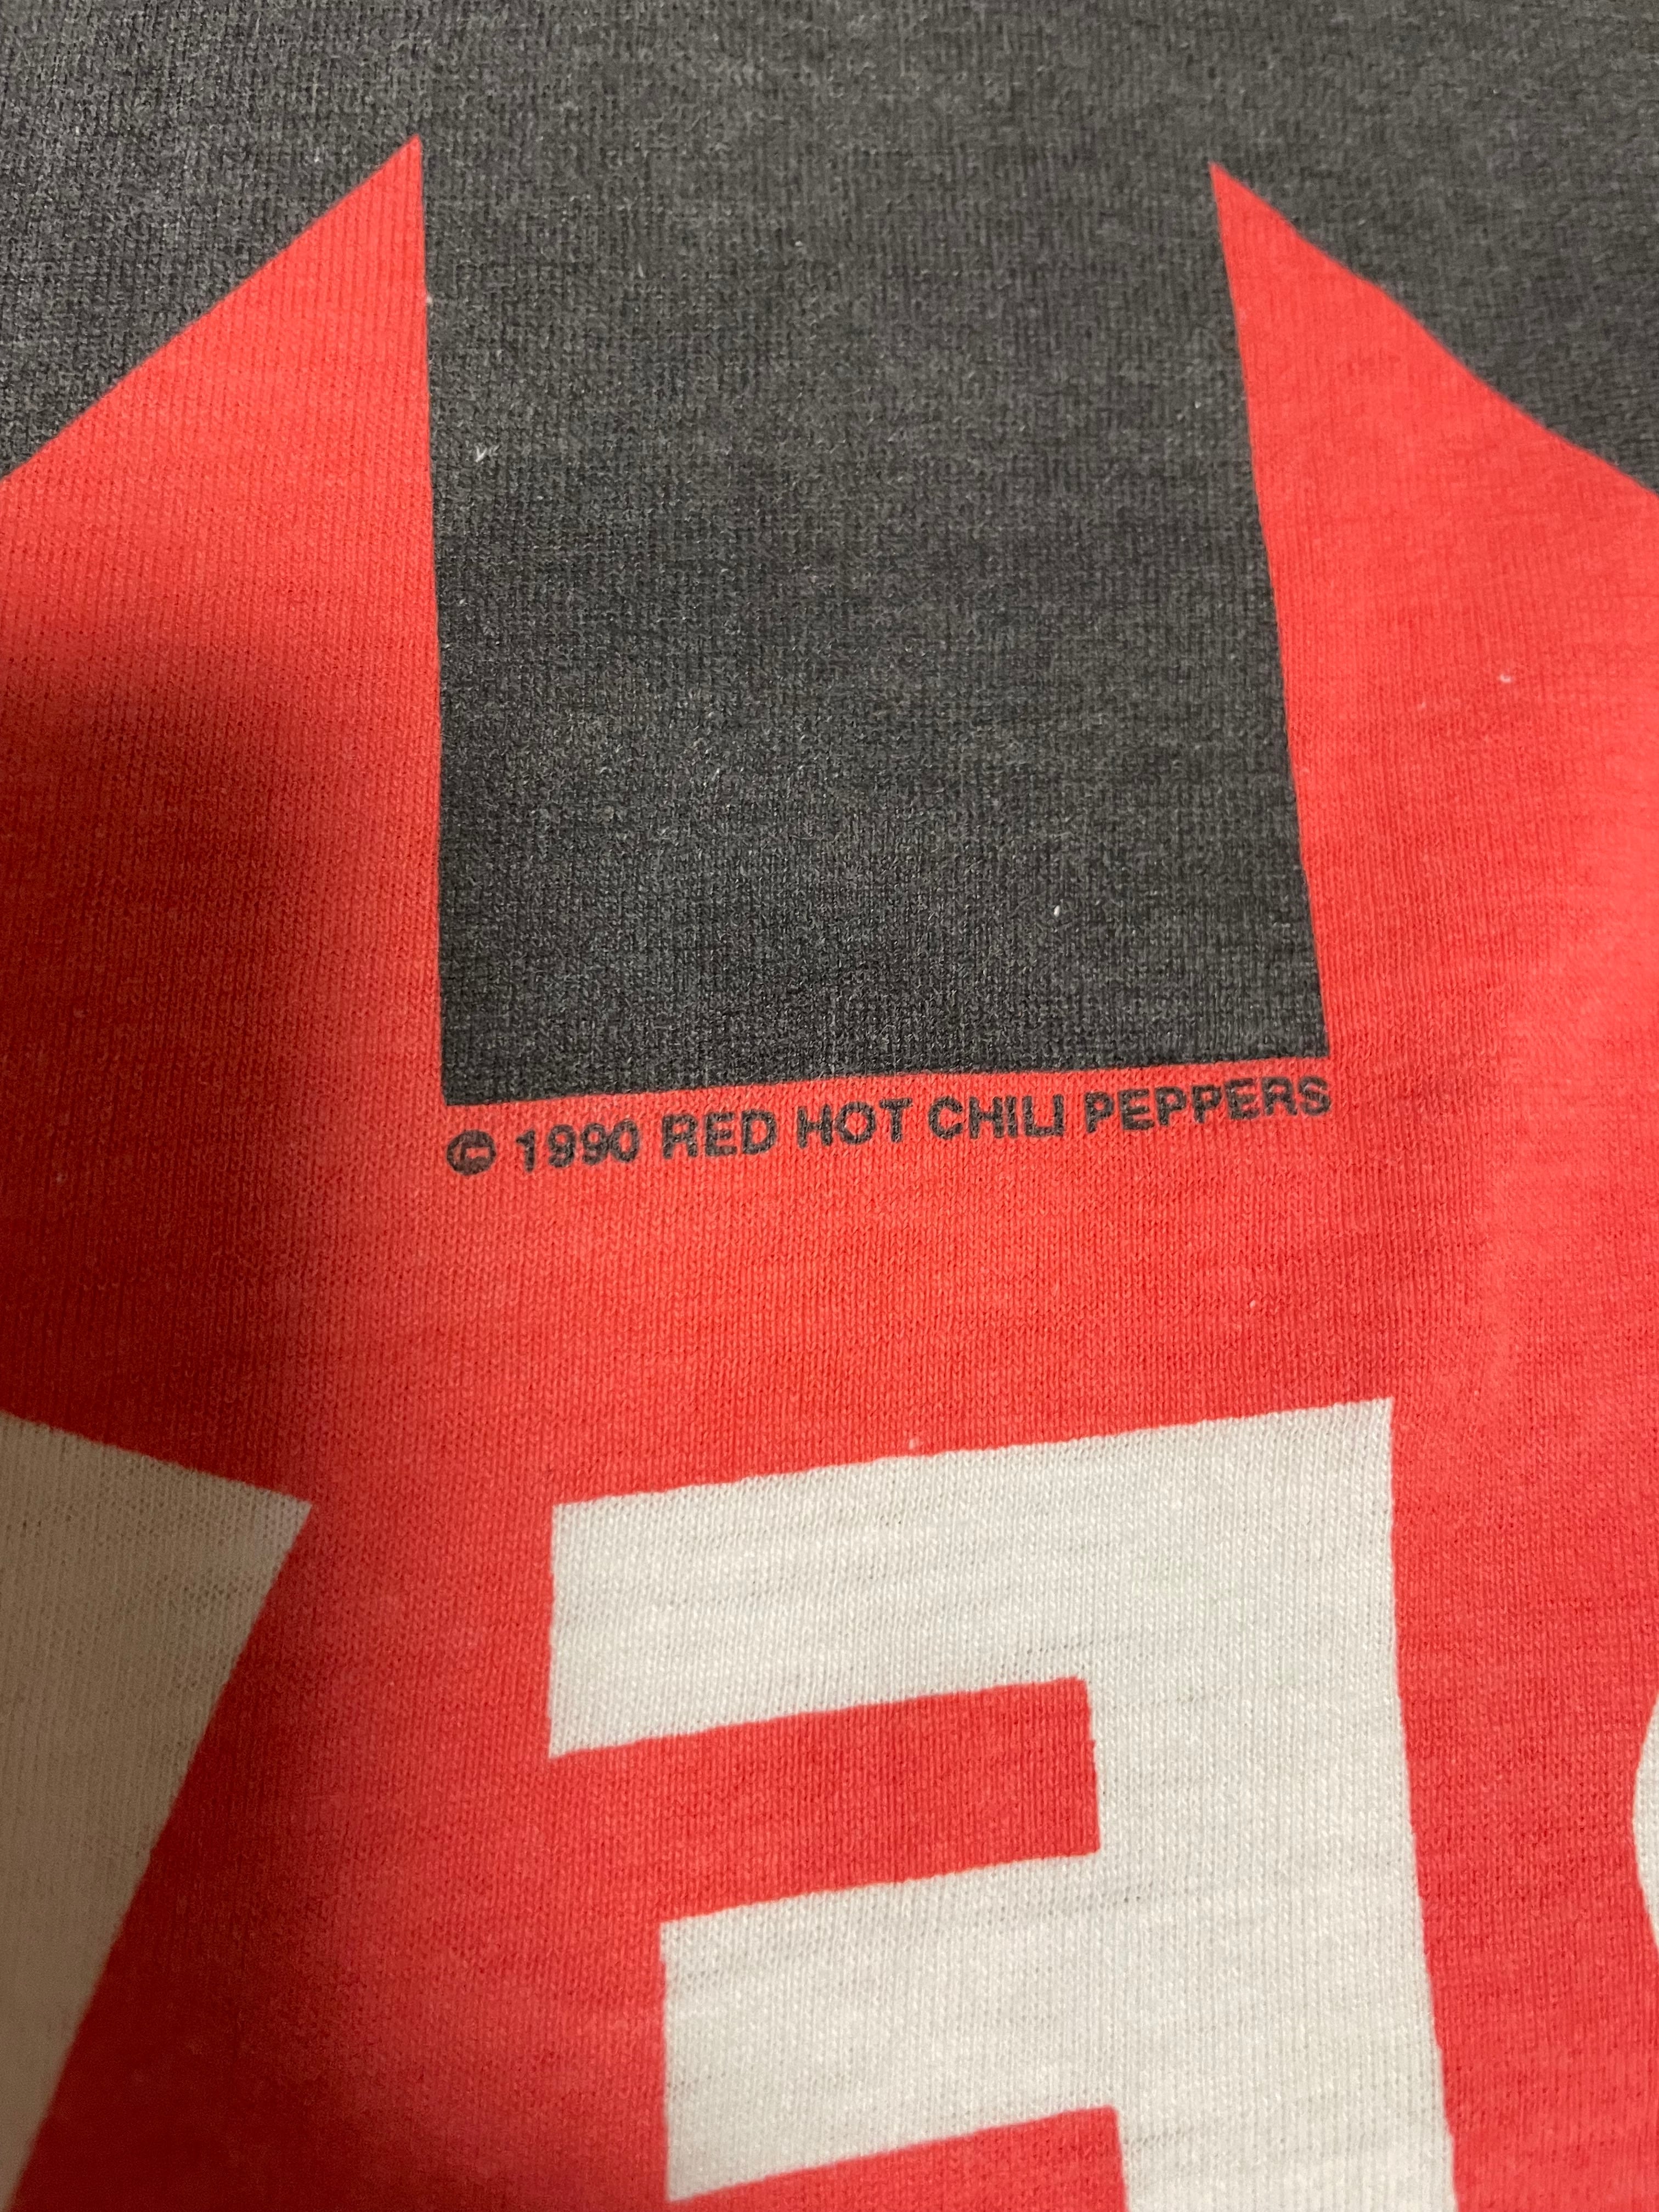 © 1990 RED HOT CHILI PEPPERS